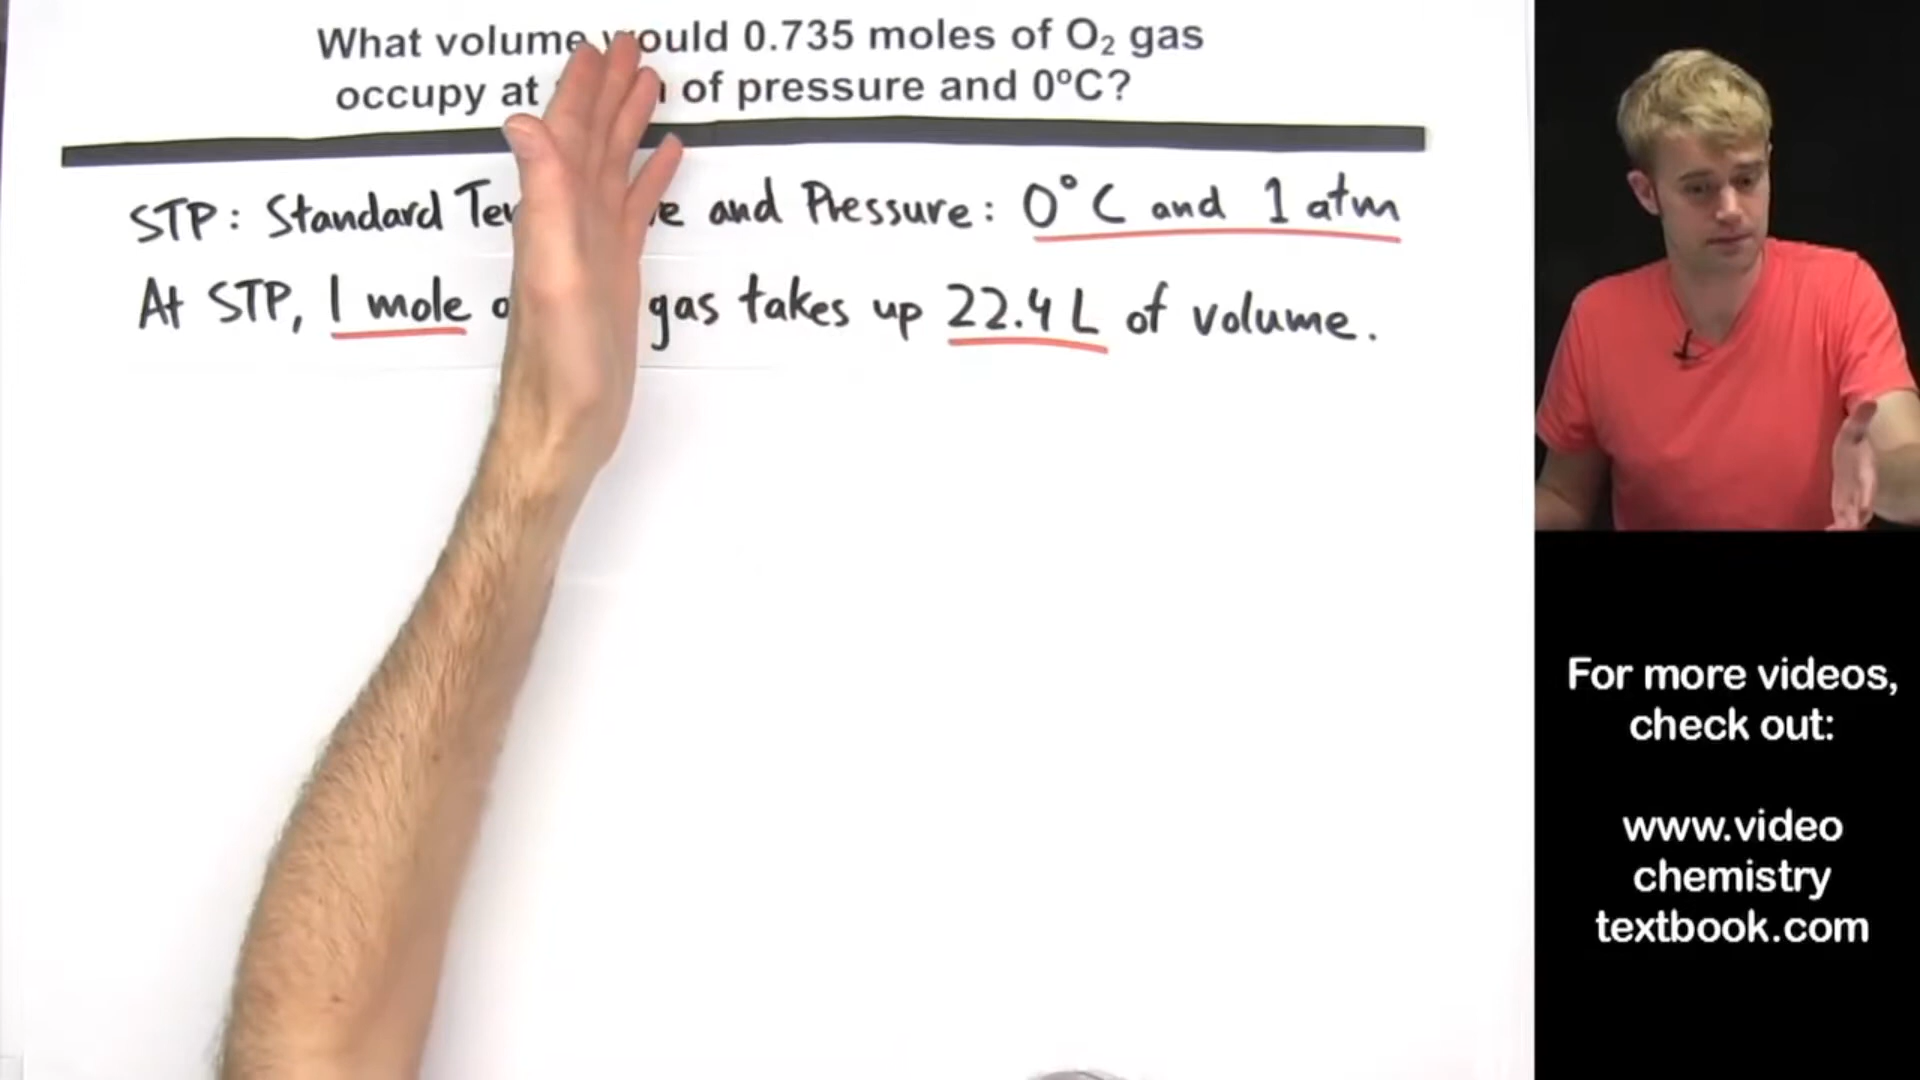 What volume would 0.735 moles of O₂ gas
occupy at of pressure and 0ºC?
STP: Standard and Pressure: 0°C and 1 atm
At STP, 1 mole gas takes up 22.4 L of volume.
For more videos,
check out:
www.video
chemistry
textbook.com